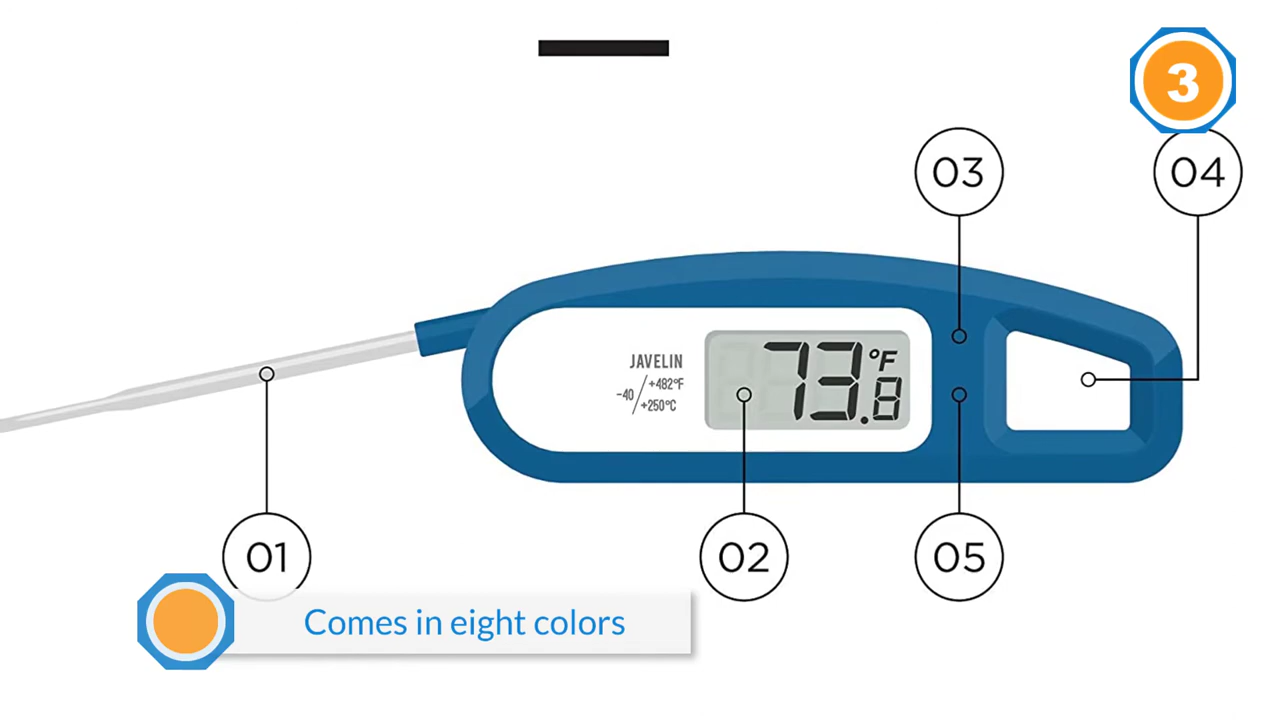 3
03
04
JAVELIN
-40 / +482°F
+250°C
73.8 °F
01
02
05
Comes in eight colors